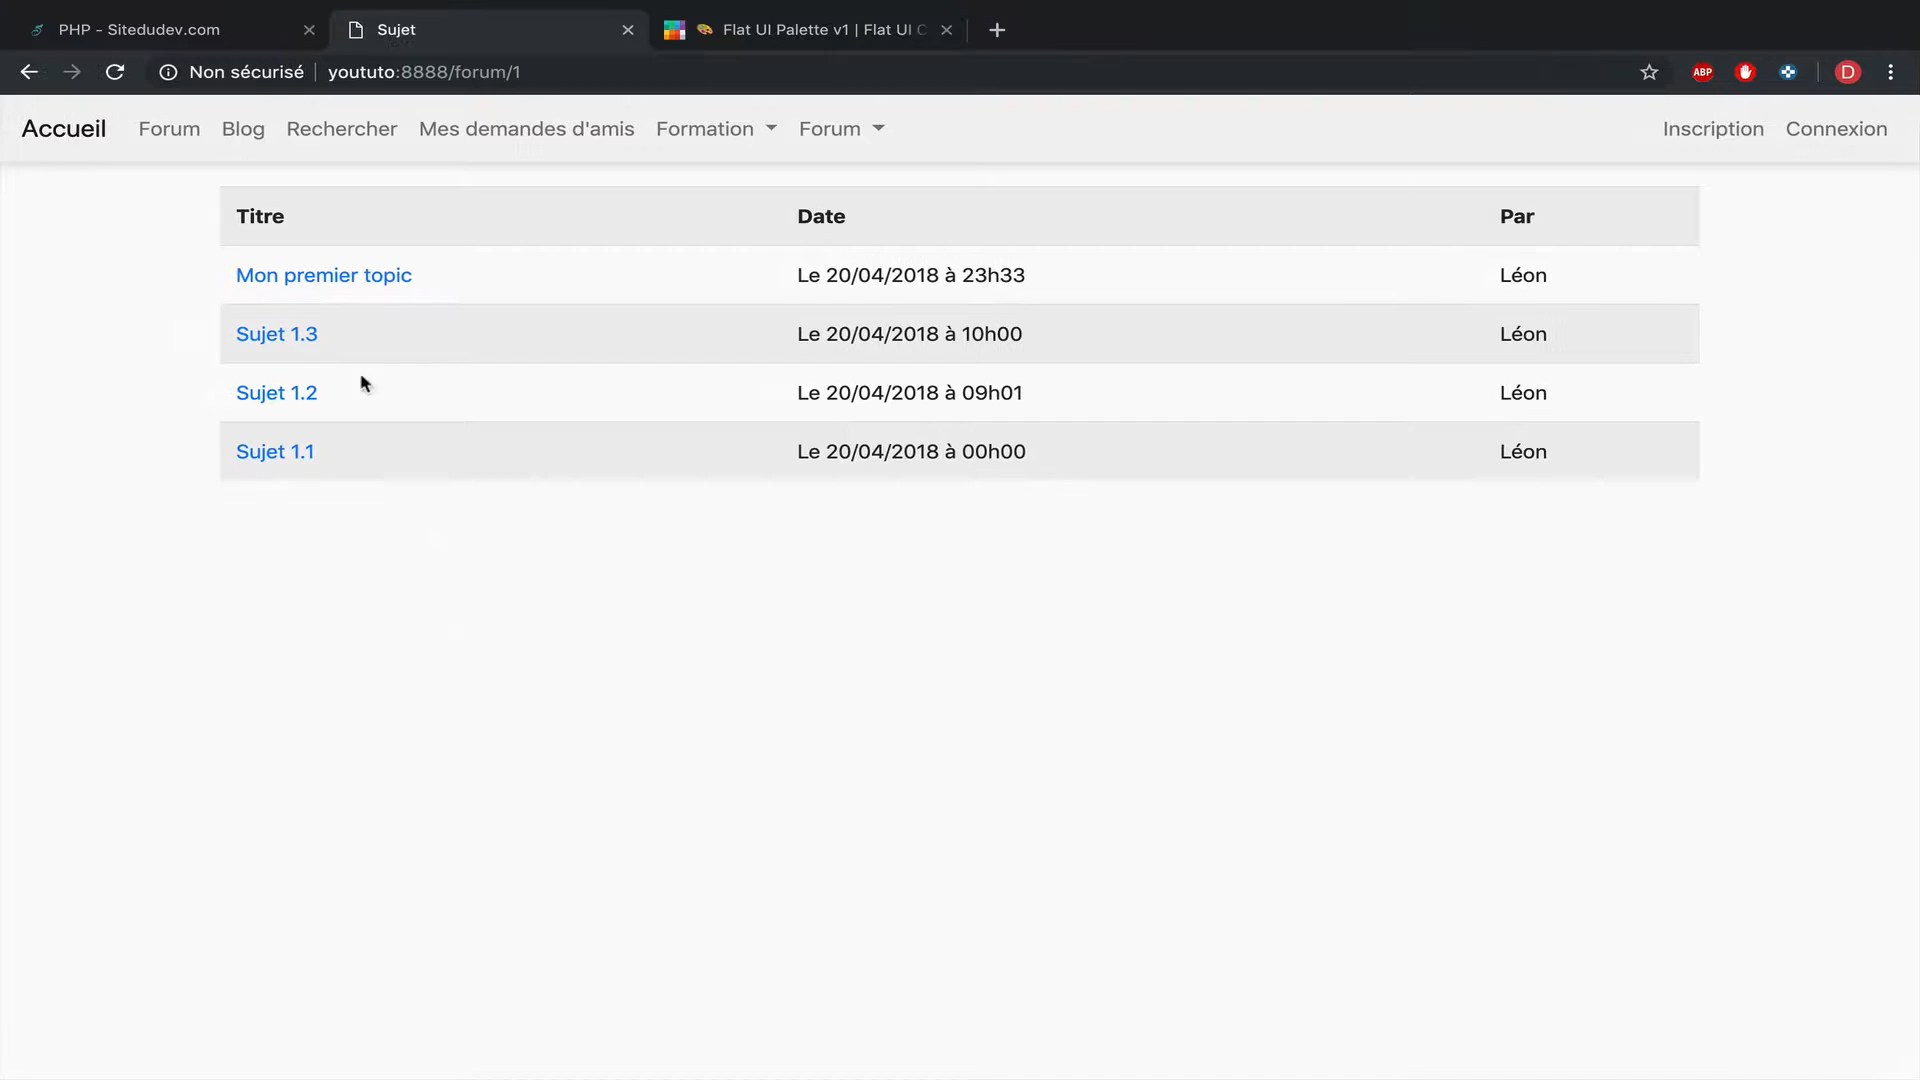 PHP - Sitedudev.com
Sujet
Flat UI Palette v1 | Flat UI C
Non sécurisé
yoututo:8888/forum/1
ABP
D
Accueil Forum Blog Rechercher Mes demandes d'amis Formation Forum Inscription Connexion
Titre Date Par
Mon premier topic Le 20/04/2018 à 23h33 Léon
Sujet 1.3 Le 20/04/2018 à 10h00 Léon
Sujet 1.2 Le 20/04/2018 à 09h01 Léon
Sujet 1.1 Le 20/04/2018 à 00h00 Léon